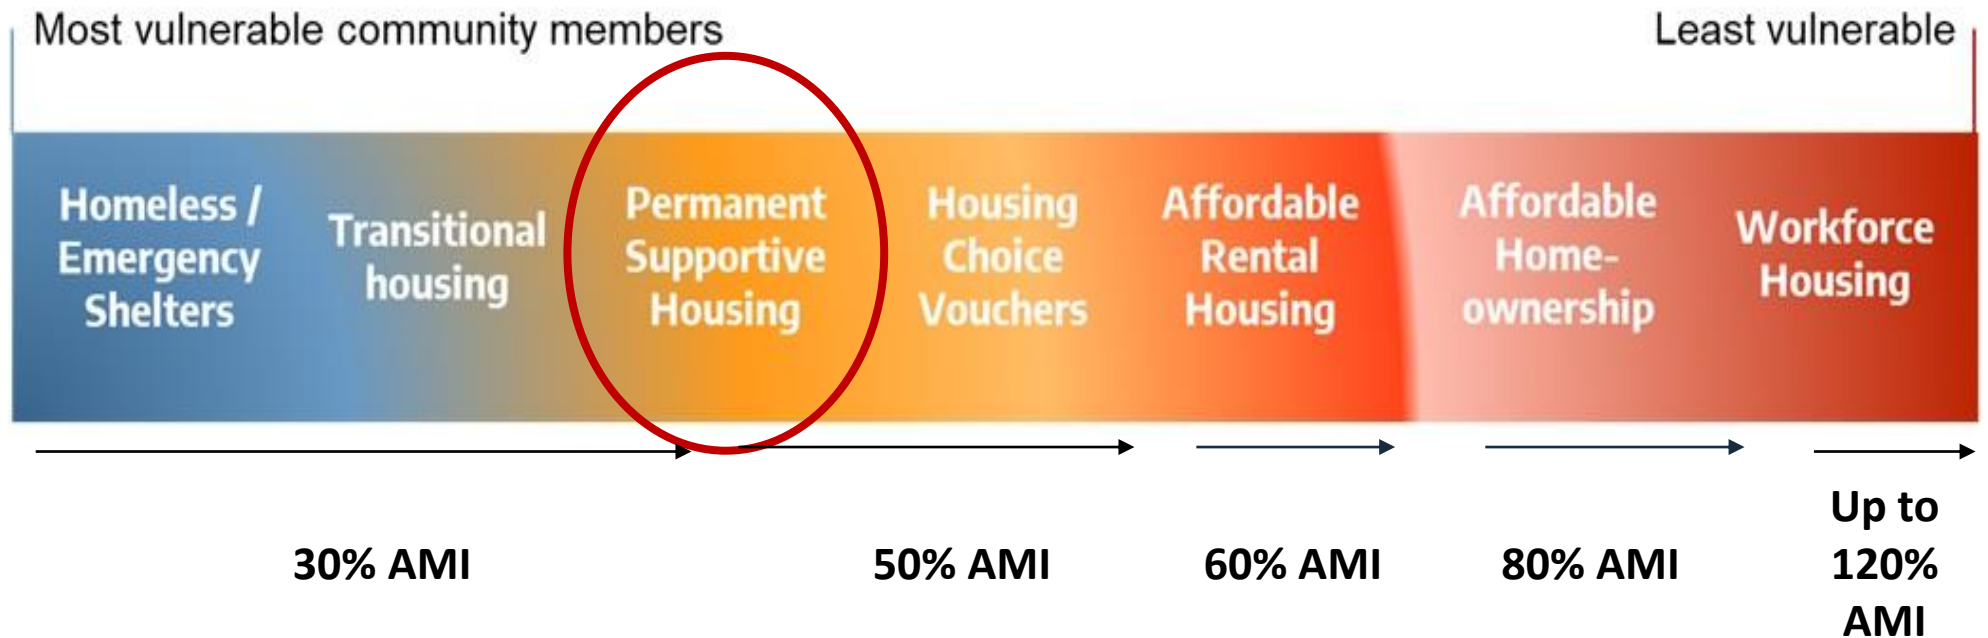 Most vulnerable community members
Least vulnerable
Homeless /
Emergency
Shelters
Transitional
housing
Permanent
Supportive
Housing
Housing
Choice
Vouchers
Affordable
Rental
Housing
Affordable
Home-
ownership
Workforce
Housing
30% AMI
50% AMI
60% AMI
80% AMI
Up to
120%
AMI